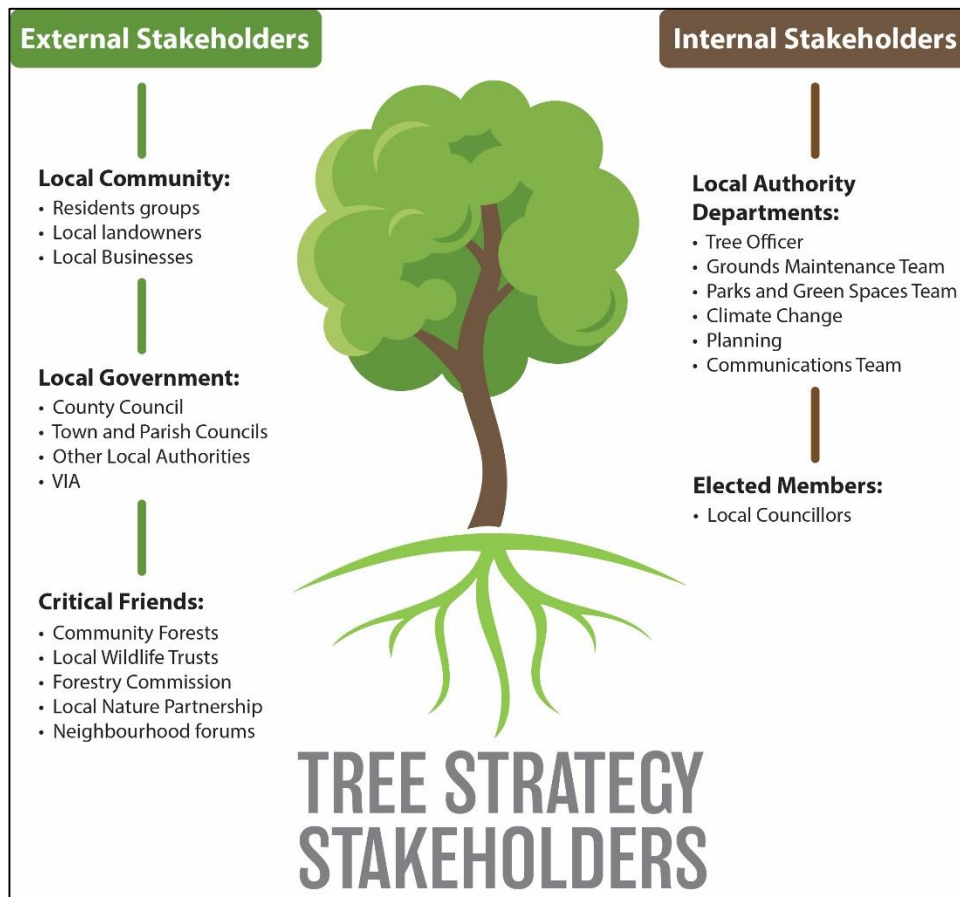 External Stakeholders
Local Community:
• Residents groups
• Local landowners
• Local Businesses
Local Government:
• County Council
• Town and Parish Councils
• Other Local Authorities
• VIA
Critical Friends:
• Community Forests
• Local Wildlife Trusts
• Forestry Commission
• Local Nature Partnership
• Neighbourhood forums
Internal Stakeholders
Local Authority
Departments:
• Tree Officer
• Grounds Maintenance Team
• Parks and Green Spaces Team
• Climate Change
• Planning
• Communications Team
Elected Members:
• Local Councillors
TREE STRATEGY
STAKEHOLDERS